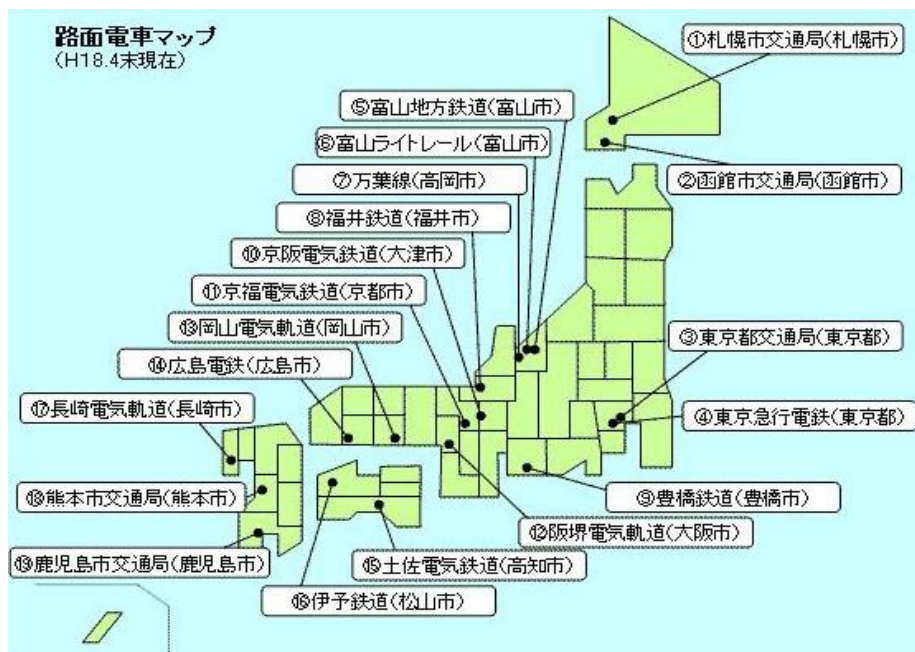 路面電車マップ
(H18.4末現在)
①札幌市交通局(札幌市)
②函館市交通局(函館市)
③東京都交通局(東京都)
④東京急行電鉄(東京都)
⑤富山地方鉄道(富山市)
⑥富山ライトレール(富山市)
⑦万葉線(高岡市)
⑧福井鉄道(福井市)
⑨豊橋鉄道(豊橋市)
⑩京阪電気鉄道(大津市)
⑪京福電気鉄道(京都市)
⑫阪堺電気軌道(大阪市)
⑬岡山電気軌道(岡山市)
⑭広島電鉄(広島市)
⑮土佐電気鉄道(高知市)
⑯伊予鉄道(松山市)
⑰長崎電気軌道(長崎市)
⑱熊本市交通局(熊本市)
⑲鹿児島市交通局(鹿児島市)